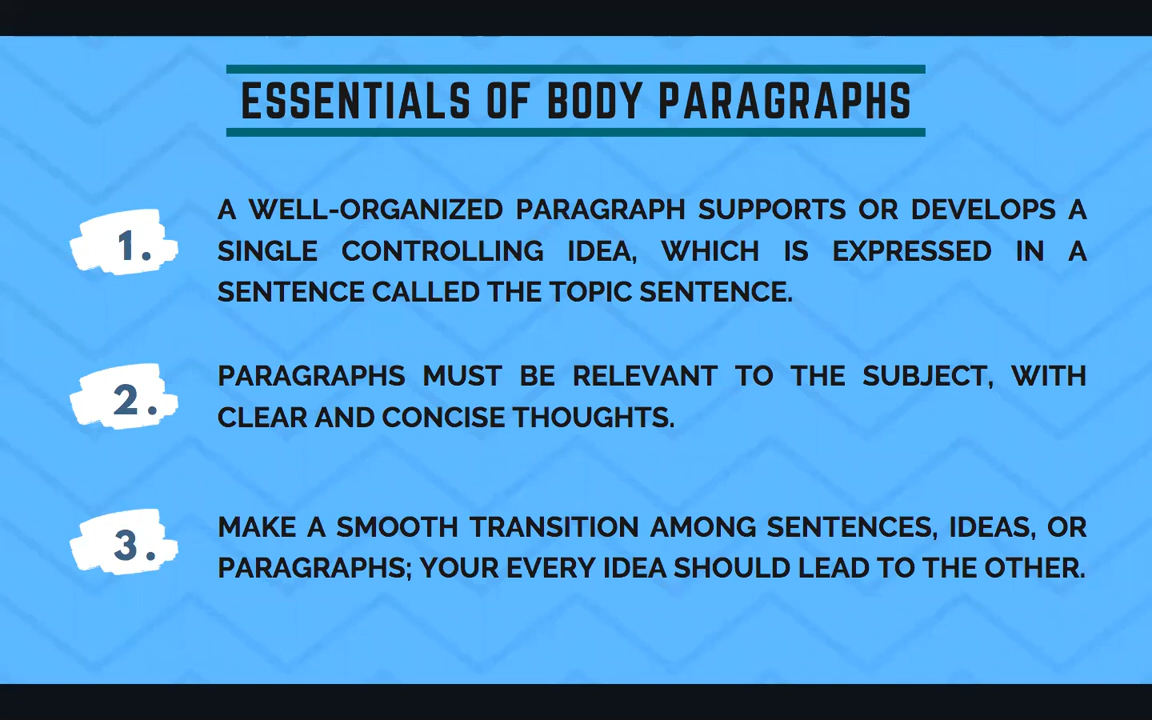 ESSENTIALS OF BODY PARAGRAPHS
1.
A WELL-ORGANIZED PARAGRAPH SUPPORTS OR DEVELOPS A
SINGLE CONTROLLING IDEA, WHICH IS EXPRESSED IN A
SENTENCE CALLED THE TOPIC SENTENCE.
2.
PARAGRAPHS MUST BE RELEVANT TO THE SUBJECT, WITH
CLEAR AND CONCISE THOUGHTS.
3.
MAKE A SMOOTH TRANSITION AMONG SENTENCES, IDEAS, OR
PARAGRAPHS; YOUR EVERY IDEA SHOULD LEAD TO THE OTHER.